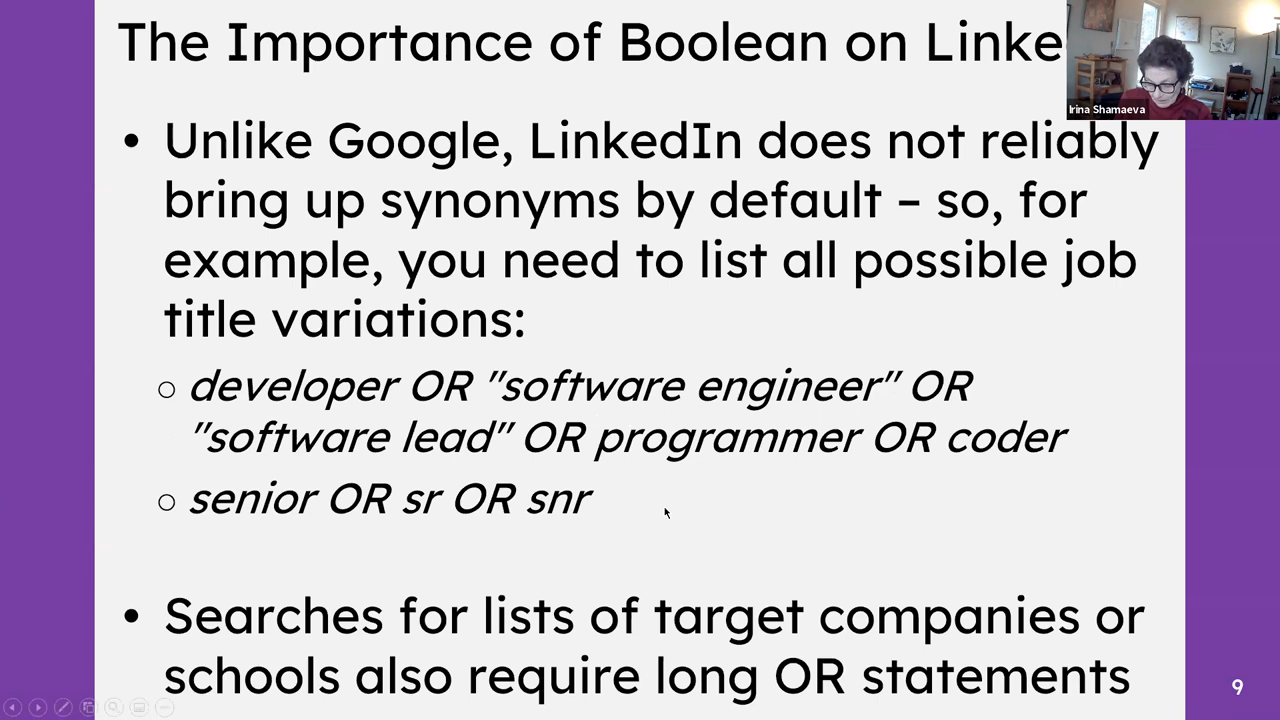 The Importance of Boolean on Linke
Irina Shamaeva
• Unlike Google, LinkedIn does not reliably
bring up synonyms by default – so, for
example, you need to list all possible job
title variations:
○ developer OR "software engineer" OR
"software lead" OR programmer OR coder
○ senior OR sr OR snr
• Searches for lists of target companies or
schools also require long OR statements
9